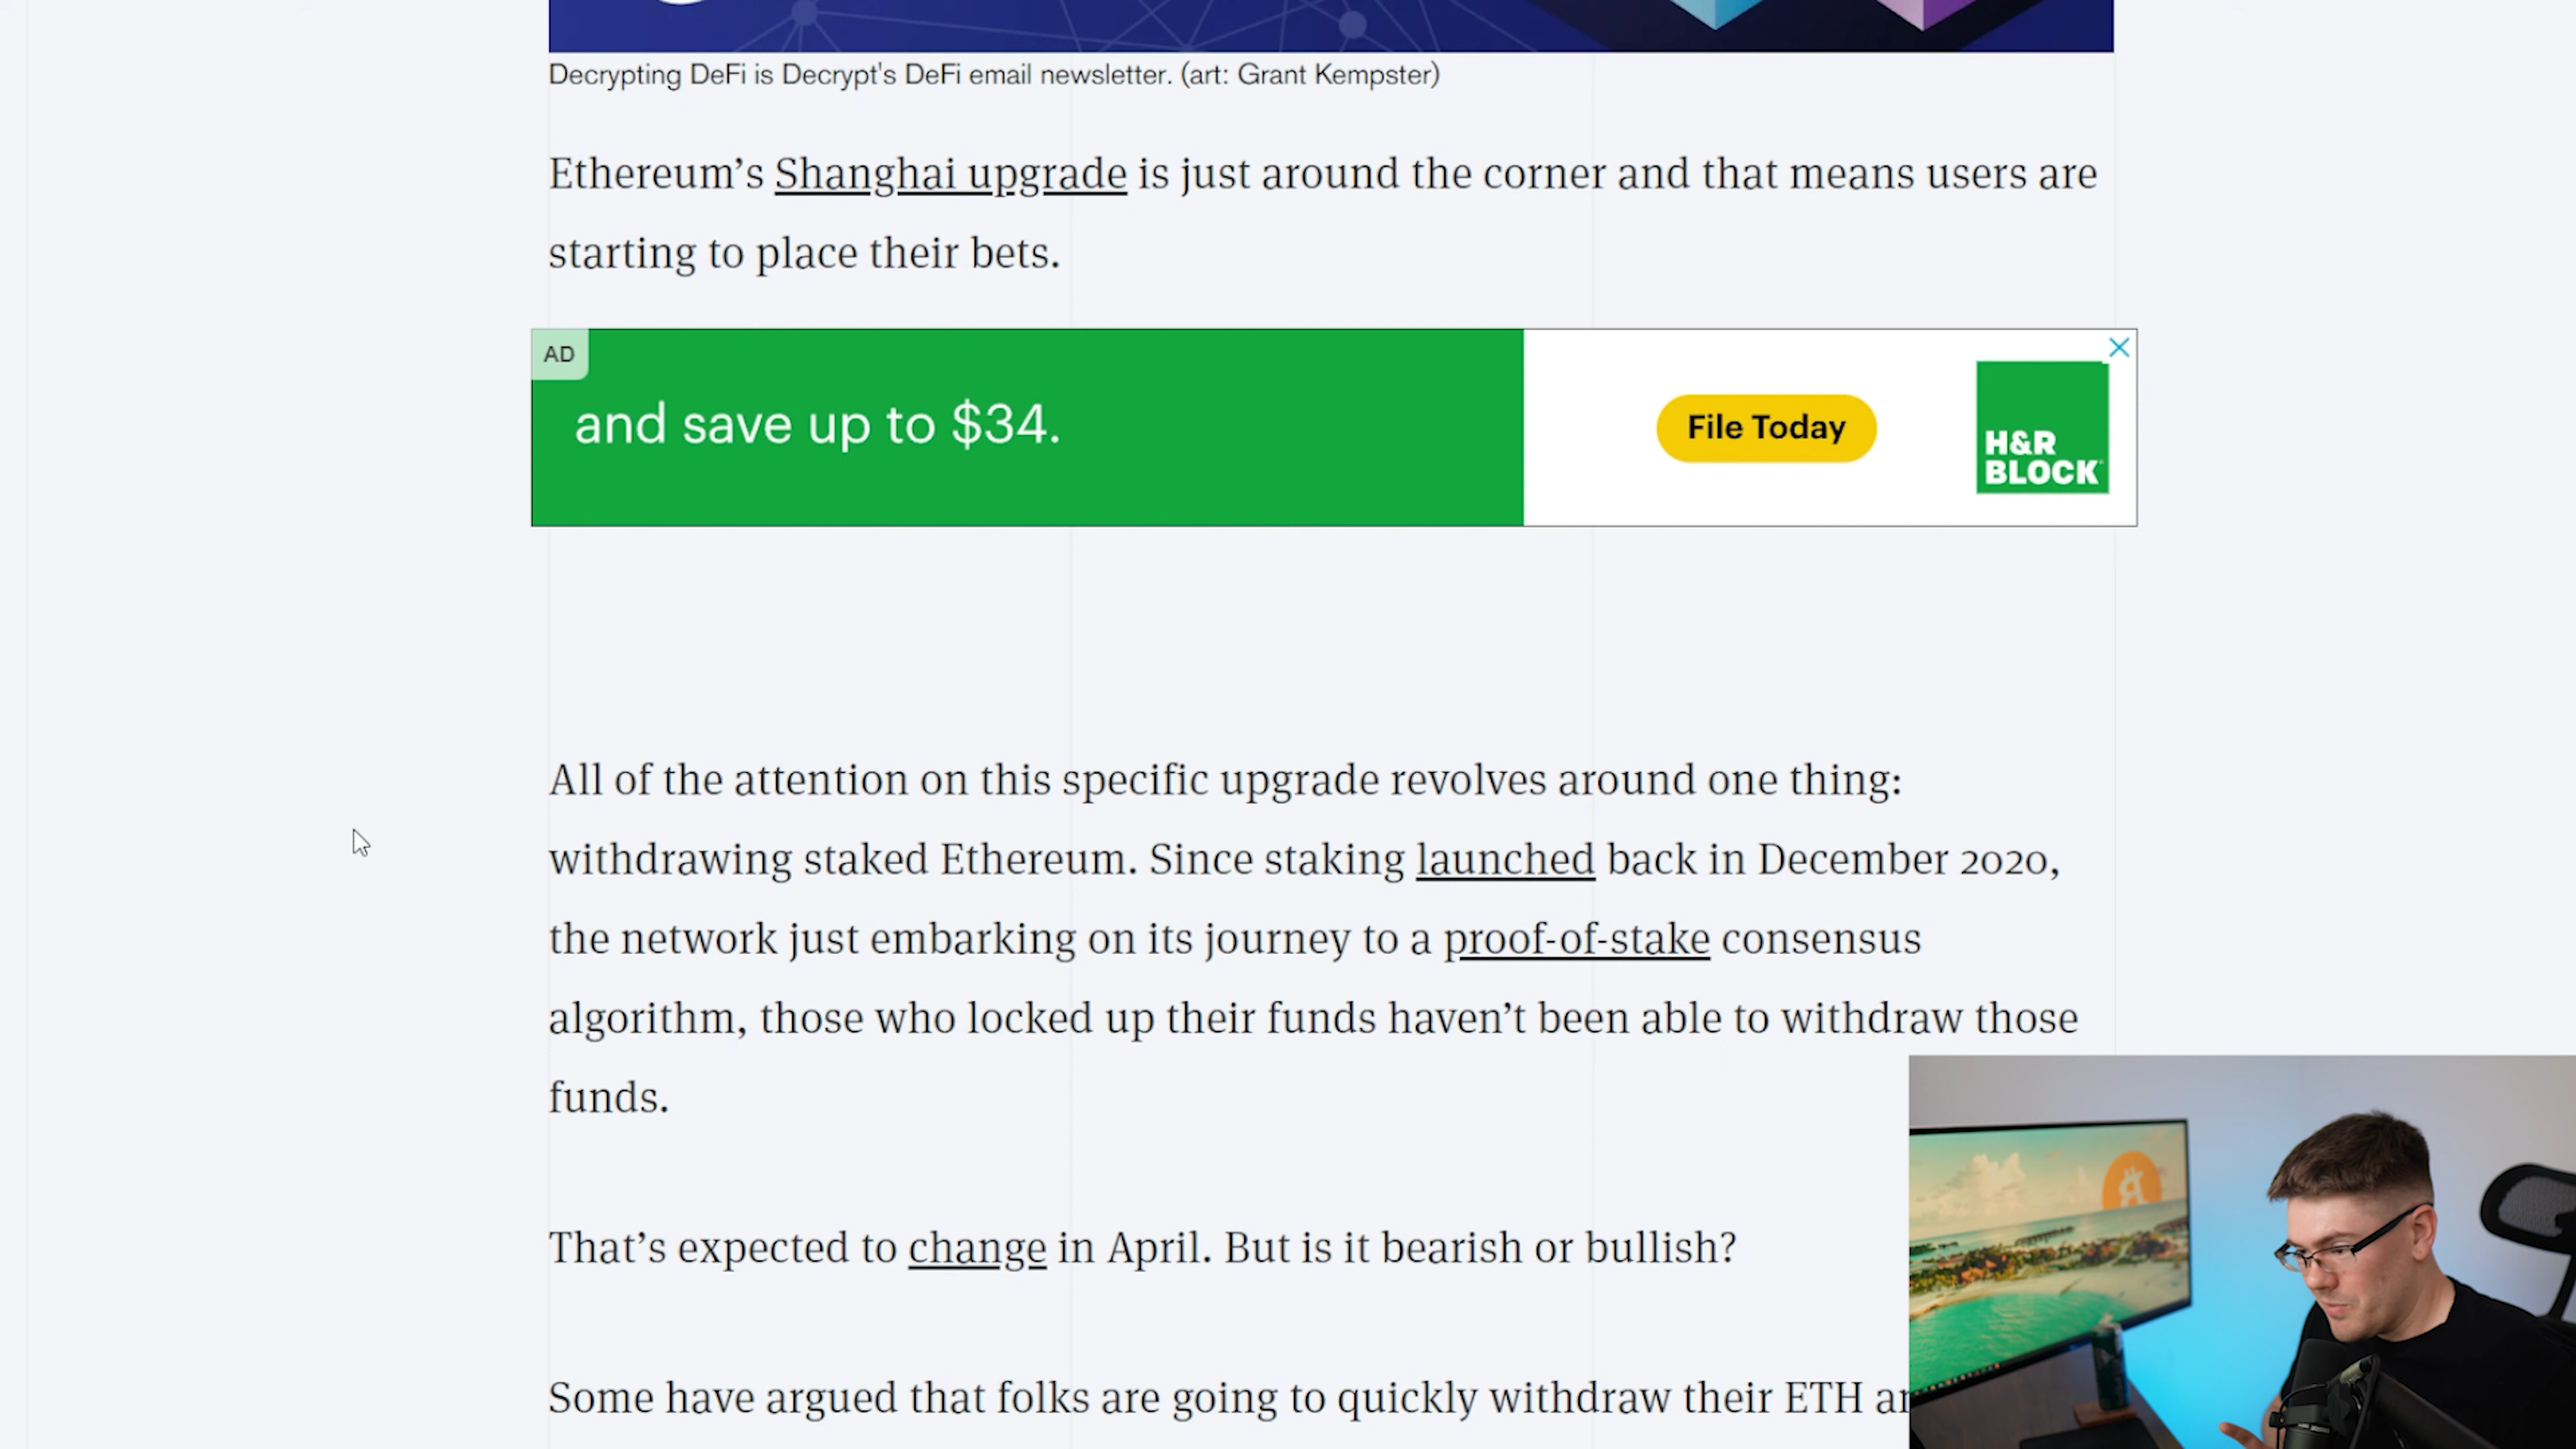 Decrypting DeFi is Decrypt's DeFi email newsletter. (art: Grant Kempster)
Ethereum’s Shanghai upgrade is just around the corner and that means users are
starting to place their bets.
AD
and save up to $34.
File Today
H&R
BLOCK
All of the attention on this specific upgrade revolves around one thing:
withdrawing staked Ethereum. Since staking launched back in December 2020,
the network just embarking on its journey to a proof-of-stake consensus
algorithm, those who locked up their funds haven’t been able to withdraw those
funds.
That’s expected to change in April. But is it bearish or bullish?
Some have argued that folks are going to quickly withdraw their ETH